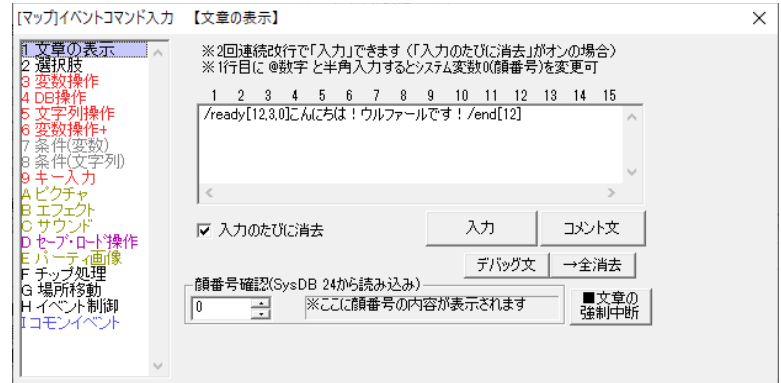 [マップ]イベントコマンド入力 【文章の表示】
1 文章の表示
2 選択肢
3 変数操作
4 DB操作
5 文字列操作
6 変数操作+
7 条件(変数)
8 条件(文字列)
9 キー入力
A ピクチャ
B エフェクト
C サウンド
D セーブ・ロード操作
E パーティ画像
F チップ処理
G 場所移動
H イベント制御
I コモンイベント
※2回連続改行で「入力」できます(「入力のたびに消去」がオンの場合)
※1行目に @数字 と半角入力するとシステム変数0(顔番号)を変更可
1 2 3 4 5 6 7 8 9 10 11 12 13 14 15
/ready[12,3,0]こんにちは!ウルファールです!/end[12]
入力のたびに消去
入力
コメント文
デバッグ文
→全消去
顔番号確認(SysDB 24から読み込み)
0
※ここに顔番号の内容が表示されます
■文章の
強制中断